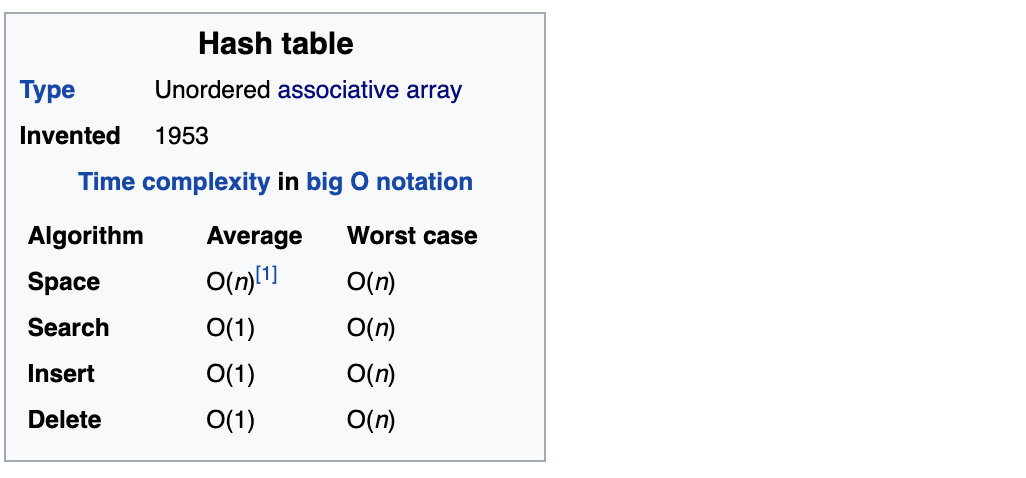 Hash table
Type Unordered associative array
Invented 1953
Time complexity in big O notation
Algorithm Average Worst case
Space O(n)[1] O(n)
Search O(1) O(n)
Insert O(1) O(n)
Delete O(1) O(n)